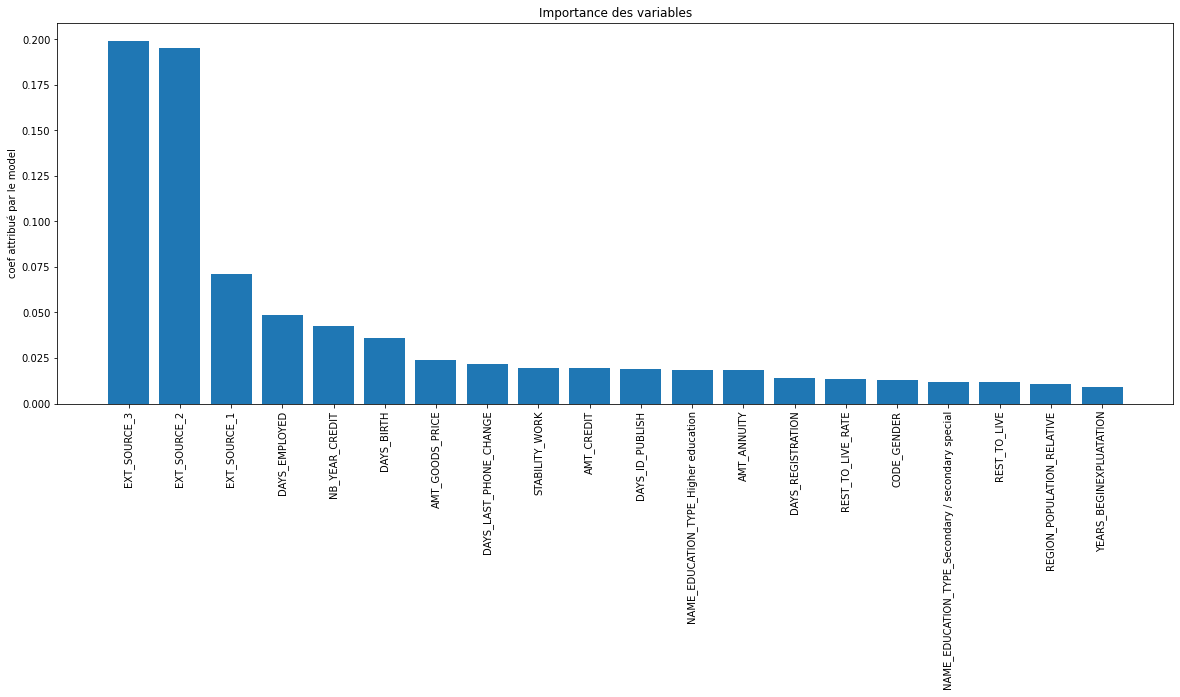 Importance des variables
coef attribué par le model
0.200
0.175
0.150
0.125
0.100
0.075
0.050
0.025
0.000
EXT_SOURCE_3
EXT_SOURCE_2
EXT_SOURCE_1
DAYS_EMPLOYED
NB_YEAR_CREDIT
DAYS_BIRTH
AMT_GOODS_PRICE
DAYS_LAST_PHONE_CHANGE
STABILITY_WORK
AMT_CREDIT
DAYS_ID_PUBLISH
NAME_EDUCATION_TYPE_Higher education
AMT_ANNUITY
DAYS_REGISTRATION
REST_TO_LIVE_RATE
CODE_GENDER
NAME_EDUCATION_TYPE_Secondary / secondary special
REST_TO_LIVE
REGION_POPULATION_RELATIVE
YEARS_BEGINEXPLUATATION